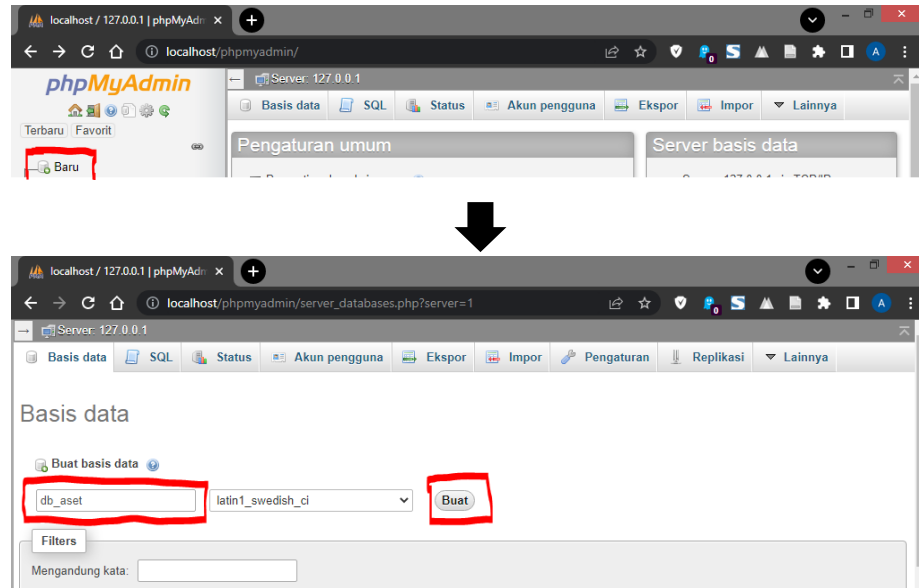 localhost / 127.0.0.1 | phpMyAdm
localhost/phpmyadmin/
0
A
phpMyAdmin
Server: 127.0.0.1
Basis data SQL Status Akun pengguna Ekspor Impor Lainnya
Terbaru Favorit
Baru
Pengaturan umum
Server basis data
localhost / 127.0.0.1 | phpMyAdm
localhost/phpmyadmin/server_databases.php?server=1
0
A
Server: 127.0.0.1
Basis data SQL Status Akun pengguna Ekspor Impor Pengaturan Replikasi Lainnya
Basis data
Buat basis data
db_aset latin1_swedish_ci Buat
Filters
Mengandung kata: